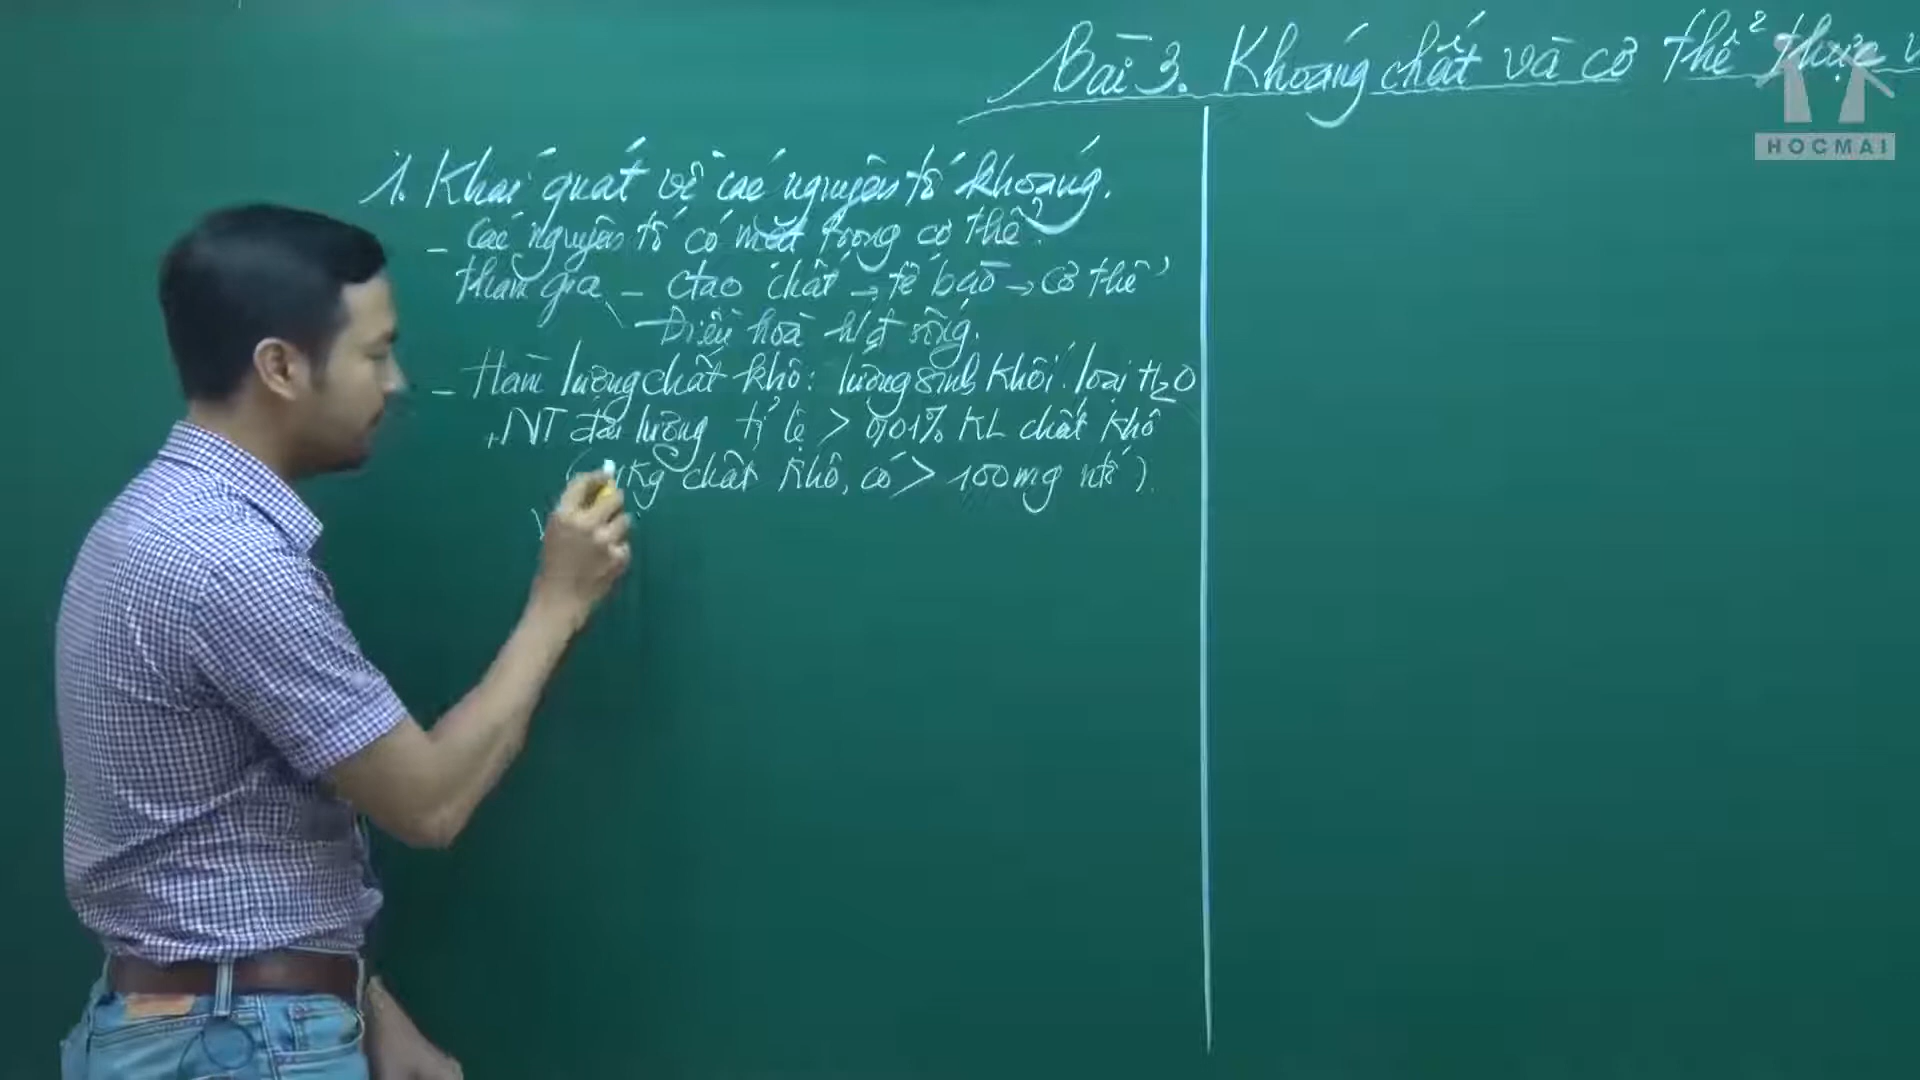 Bài 3. Khoáng chất và cơ thể thực v
HOCMAI
1. Khái quát về các nguyên tố khoáng.
- Các nguyên tố có mặt trong cơ thể.
tham gia - ctạo chất → tế bào → cơ thể
- Điều hoà hđ sống.
- Hàm lượng chất khô: lượng sinh khối loại H2O
+ NT đại lượng tỷ lệ > 0,01% KL chất khô
(1Kg chất khô, có > 100mg ntố).